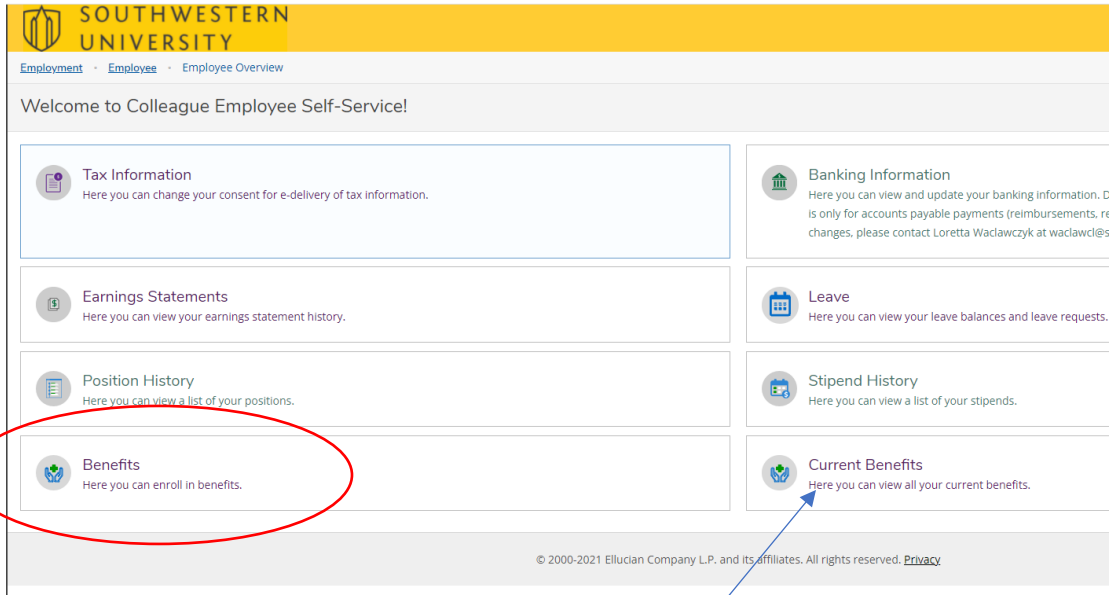 SOUTHWESTERN
UNIVERSITY
Employment · Employee · Employee Overview
Welcome to Colleague Employee Self-Service!
Tax Information
Here you can change your consent for e-delivery of tax information.
Banking Information
Here you can view and update your banking information. D
is only for accounts payable payments (reimbursements, re
changes, please contact Loretta Waclawczyk at waclawcl@s
Earnings Statements
Here you can view your earnings statement history.
Leave
Here you can view your leave balances and leave requests.
Position History
Here you can view a list of your positions.
Stipend History
Here you can view a list of your stipends.
Benefits
Here you can enroll in benefits.
Current Benefits
Here you can view all your current benefits.
© 2000-2021 Ellucian Company L.P. and its affiliates. All rights reserved. Privacy